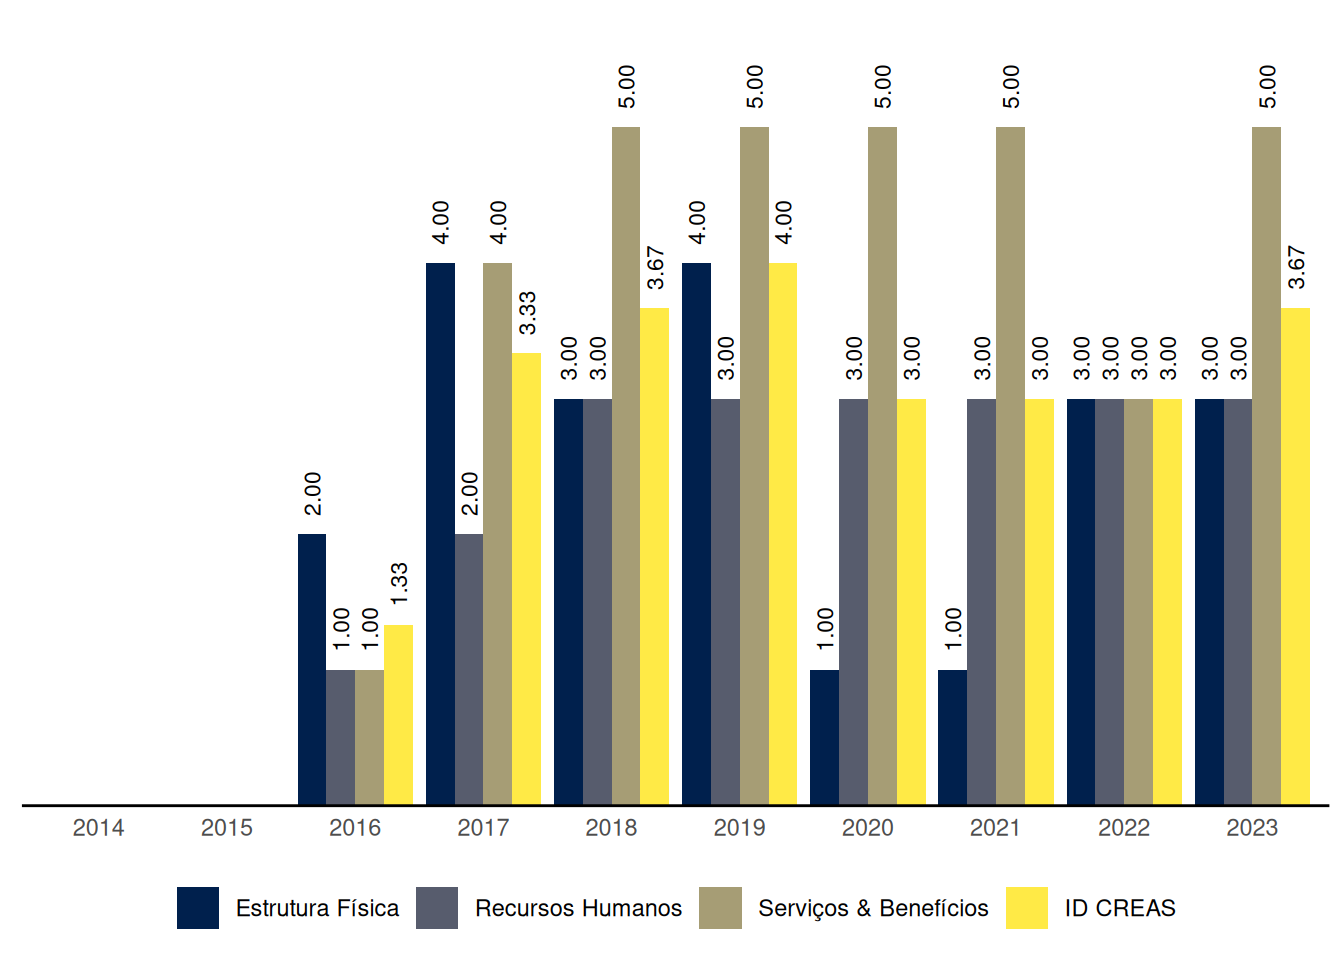 5.00 5.00 5.00 5.00 5.00
4.00 4.00 4.00 4.00
3.67 3.67
3.33
3.00 3.00 3.00 3.00 3.00 3.00 3.00 3.00 3.00 3.00 3.00 3.00 3.00
2.00 2.00
1.33
1.00 1.00 1.00 1.00
2014 2015 2016 2017 2018 2019 2020 2021 2022 2023
Estrutura Física Recursos Humanos Serviços & Benefícios ID CREAS